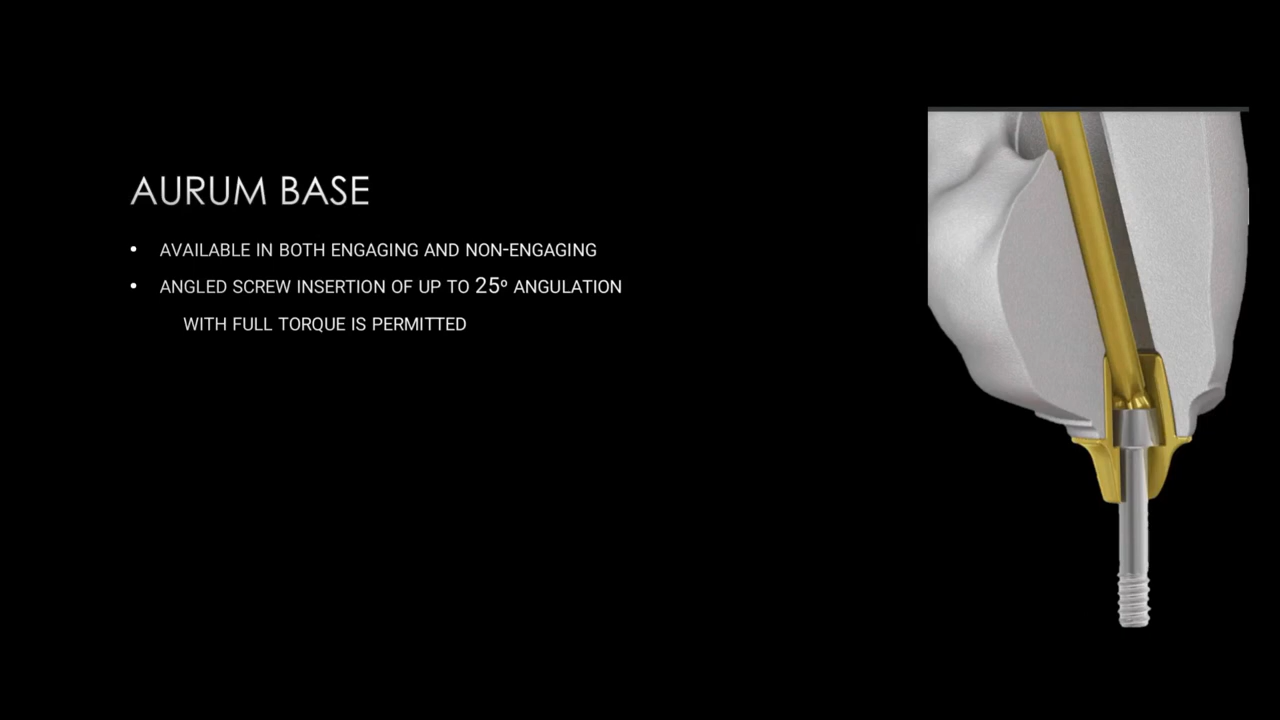 AURUM BASE
• AVAILABLE IN BOTH ENGAGING AND NON-ENGAGING
• ANGLED SCREW INSERTION OF UP TO 25º ANGULATION
WITH FULL TORQUE IS PERMITTED